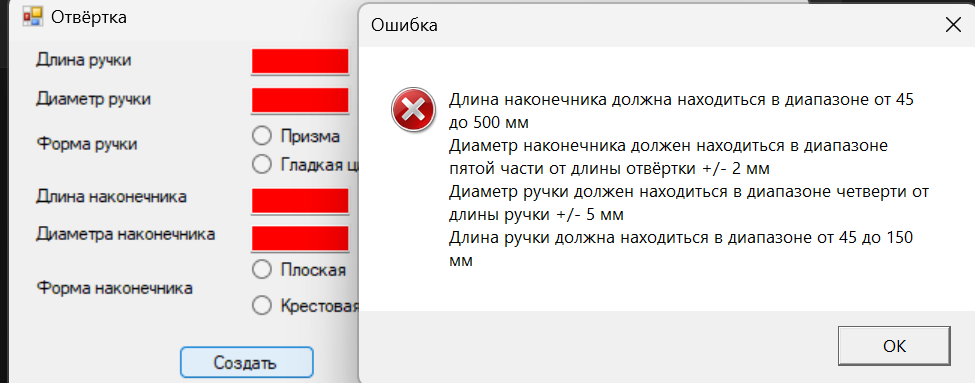 Отвёртка
Длина ручки
Диаметр ручки
Форма ручки
Призма
Гладкая ци
Длина наконечника
Диаметра наконечника
Форма наконечника
Плоская
Крестовая
Создать
Ошибка
Длина наконечника должна находиться в диапазоне от 45
до 500 мм
Диаметр наконечника должен находиться в диапазоне
пятой части от длины отвёртки +/- 2 мм
Диаметр ручки должен находиться в диапазоне четверти от
длины ручки +/- 5 мм
Длина ручки должна находиться в диапазоне от 45 до 150
мм
ОК